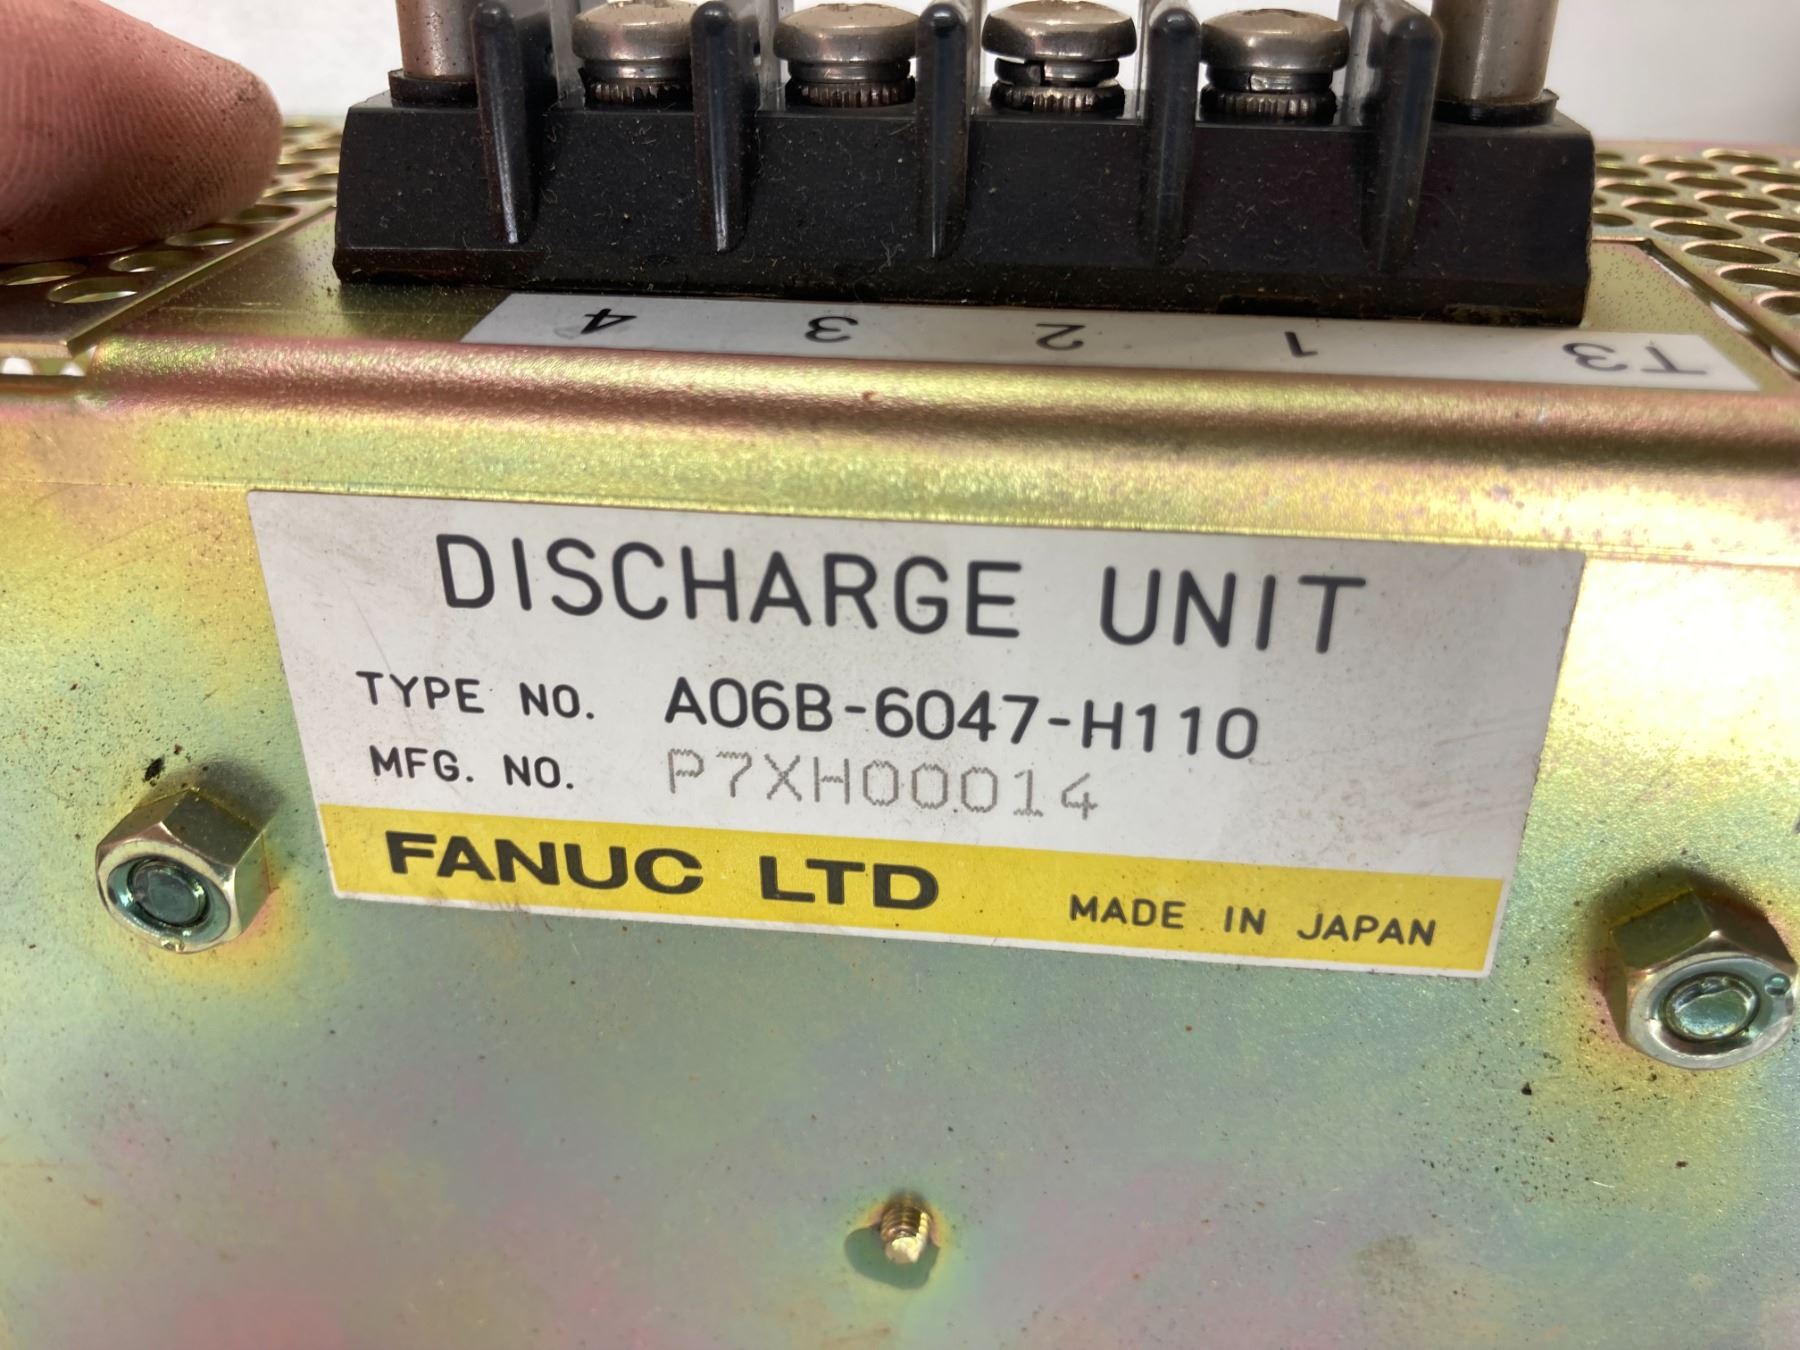 4 3 2 1 T3
DISCHARGE UNIT
TYPE NO. A06B-6047-H110
MFG. NO. P7XH00014
FANUC LTD MADE IN JAPAN